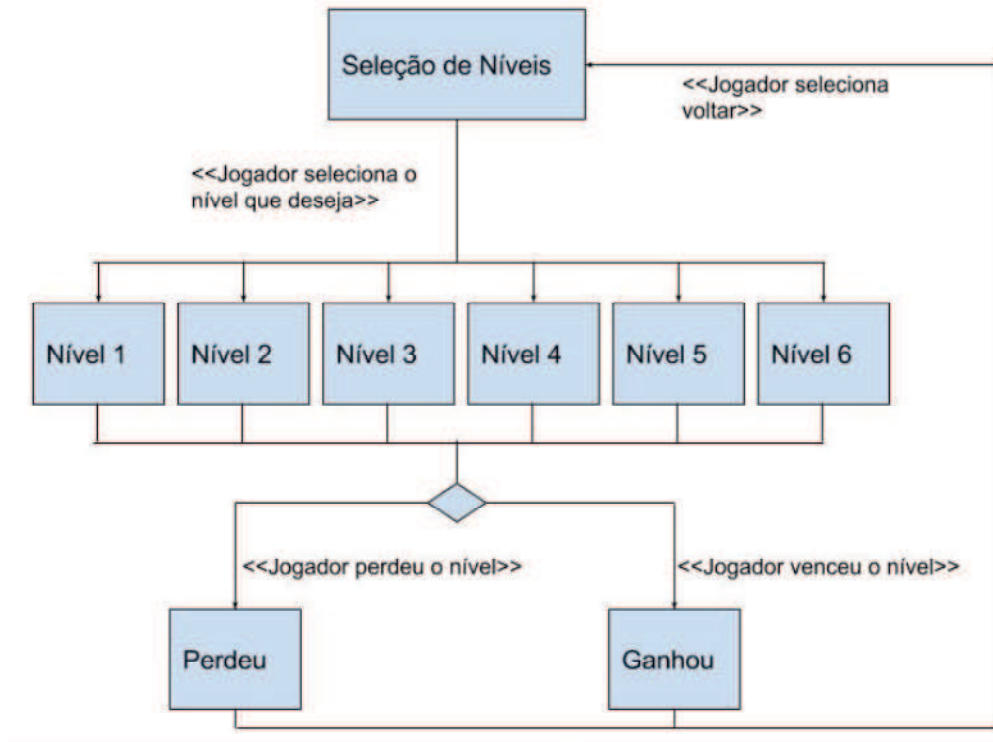 Seleção de Níveis
<<Jogador seleciona
voltar>>
<<Jogador seleciona o
nível que deseja>>
Nível 1
Nível 2
Nível 3
Nível 4
Nível 5
Nível 6
<<Jogador perdeu o nível>>
<<Jogador venceu o nível>>
Perdeu
Ganhou